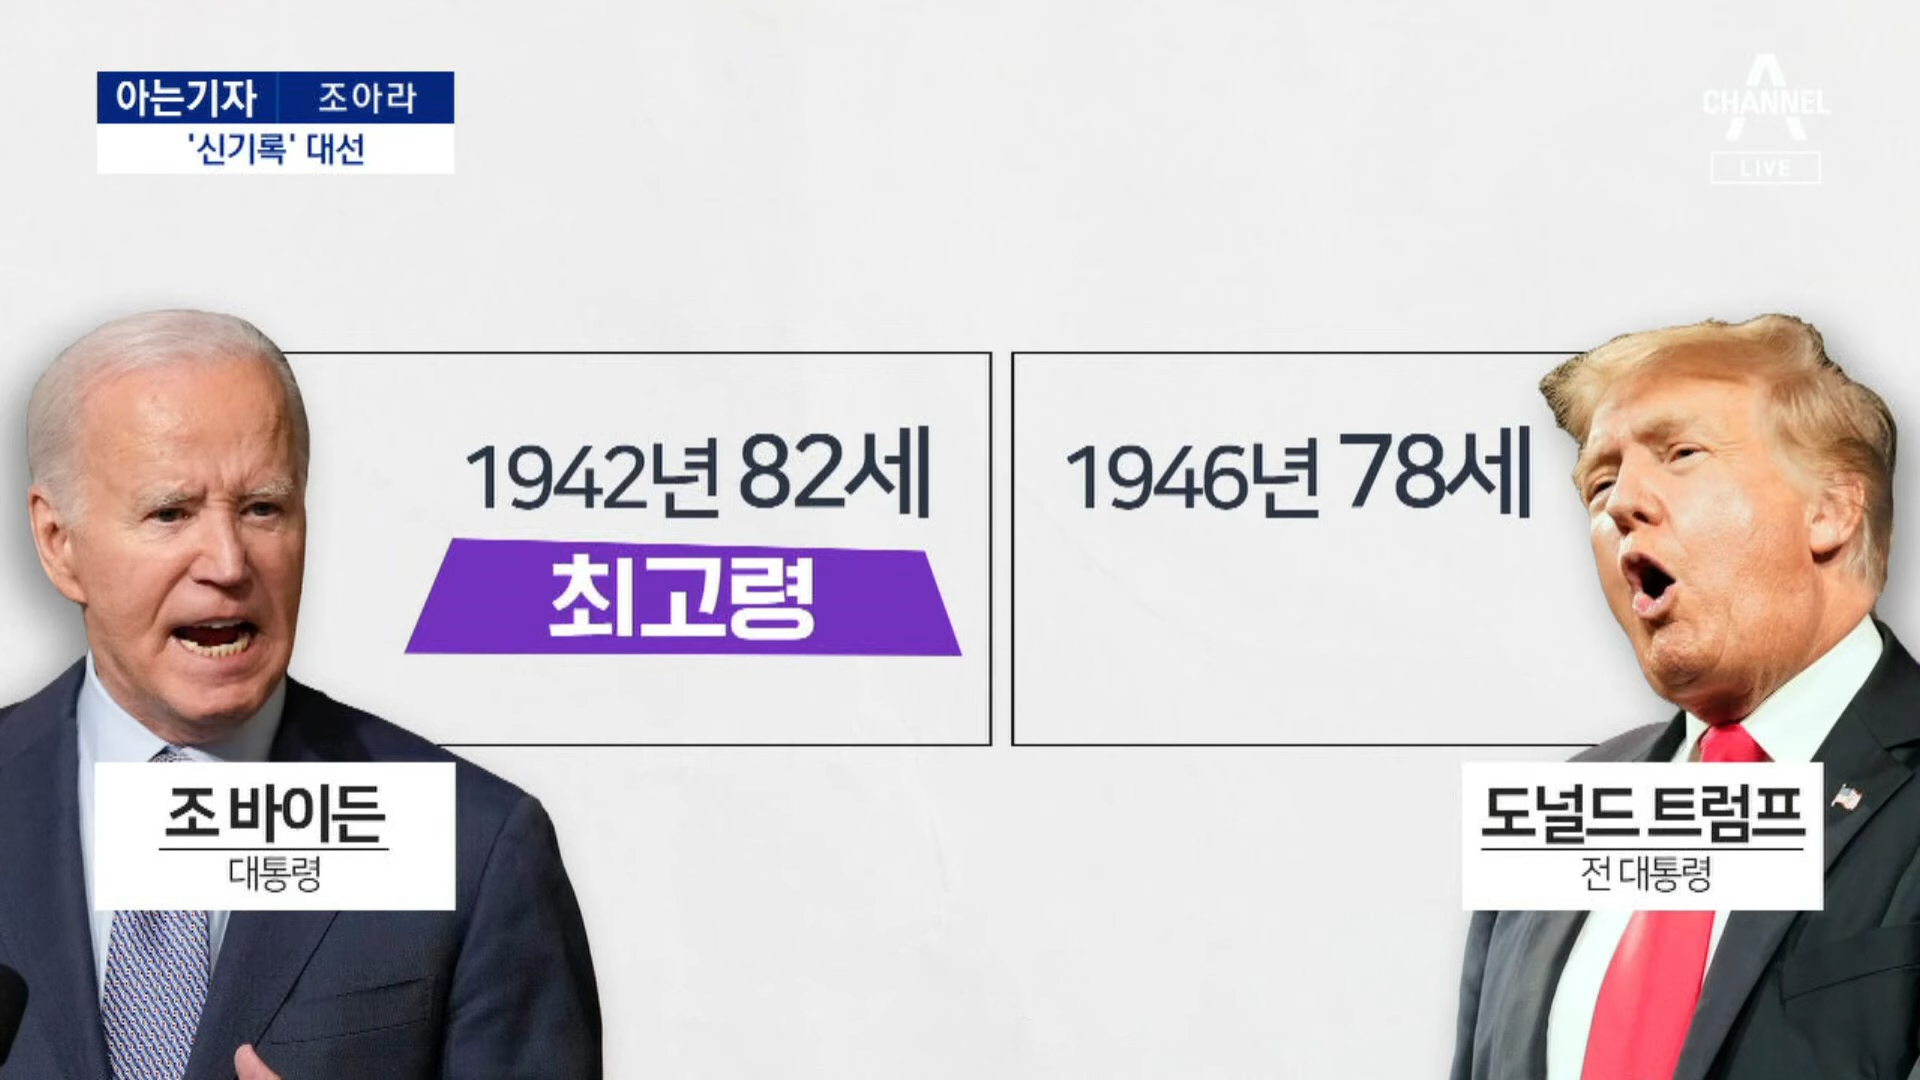 아는기자 조아라
'신기록' 대선
CHANNEL A
LIVE
1942년 82세
최고령
1946년 78세
조 바이든
대통령
도널드 트럼프
전 대통령